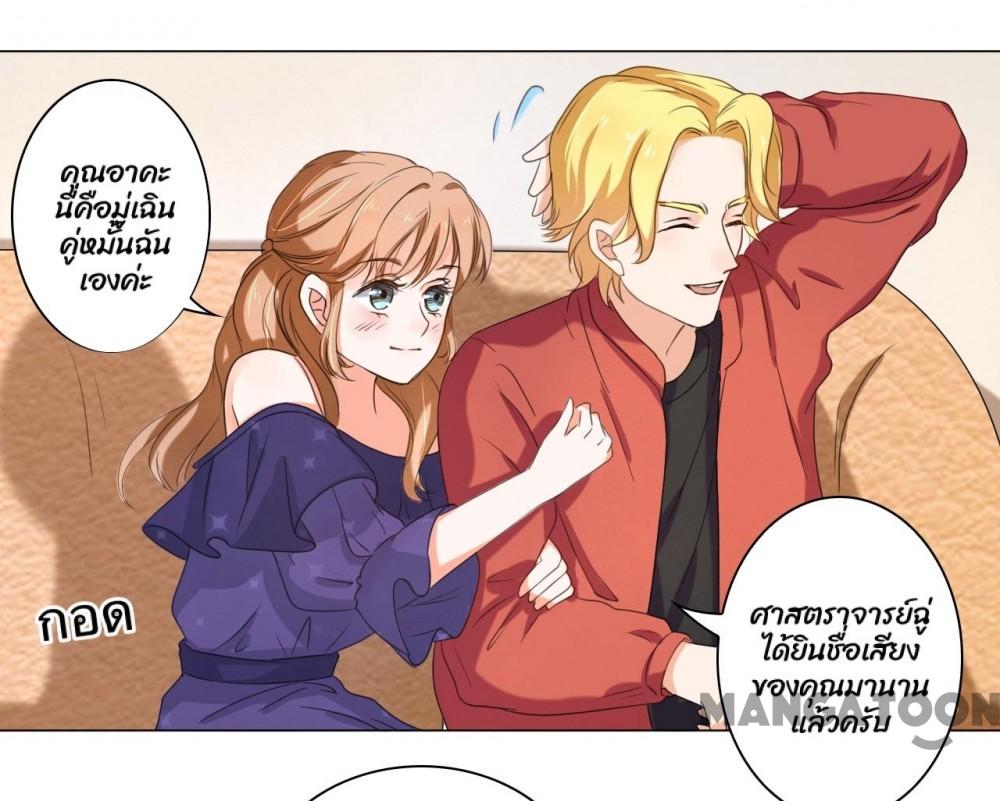 คุณอาคะ
นี่คือมู่เฉิน
คู่หมั้นฉัน
เองค่ะ
กอด
ศาสตราจารย์ฉู่
ได้ยินชื่อเสียง
ของคุณมานาน
แล้วครับ
MANGATOON